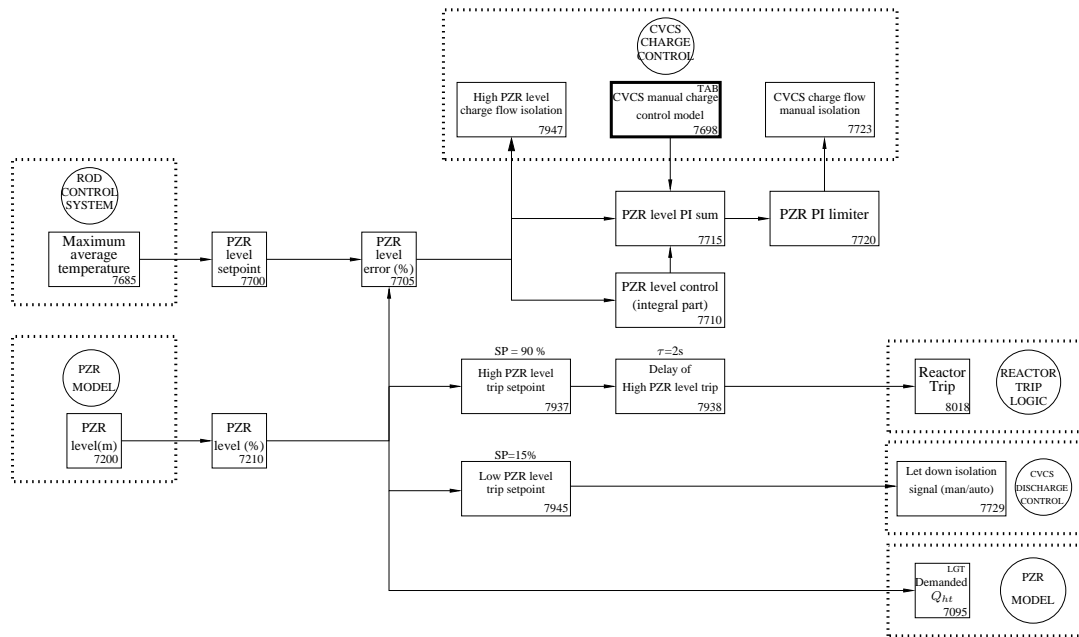 CVCS
CHARGE
CONTROL
High PZR level
charge flow isolation
7947
TAB
CVCS manual charge
control model
7698
CVCS charge flow
manual isolation
7723
ROD
CONTROL
SYSTEM
Maximum
average
temperature
7685
PZR
level
setpoint
7700
PZR
level
error (%)
7705
PZR level PI sum
7715
PZR PI limiter
7720
PZR level control
(integral part)
7710
PZR
MODEL
PZR
level(m)
7200
PZR
level (%)
7210
SP = 90 %
High PZR level
trip setpoint
7937
τ=2s
Delay of
High PZR level trip
7938
Reactor
Trip
8018
REACTOR
TRIP
LOGIC
SP=15%
Low PZR level
trip setpoint
7945
Let down isolation
signal (man/auto)
7729
CVCS
DISCHARGE
CONTROL
LGT
Demanded
Q_{ht}
7095
PZR
MODEL